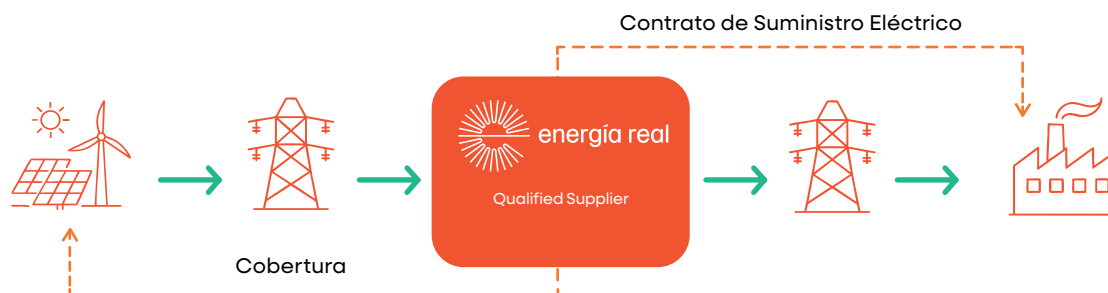 Contrato de Suministro Eléctrico
energía real
Qualified Supplier
Cobertura